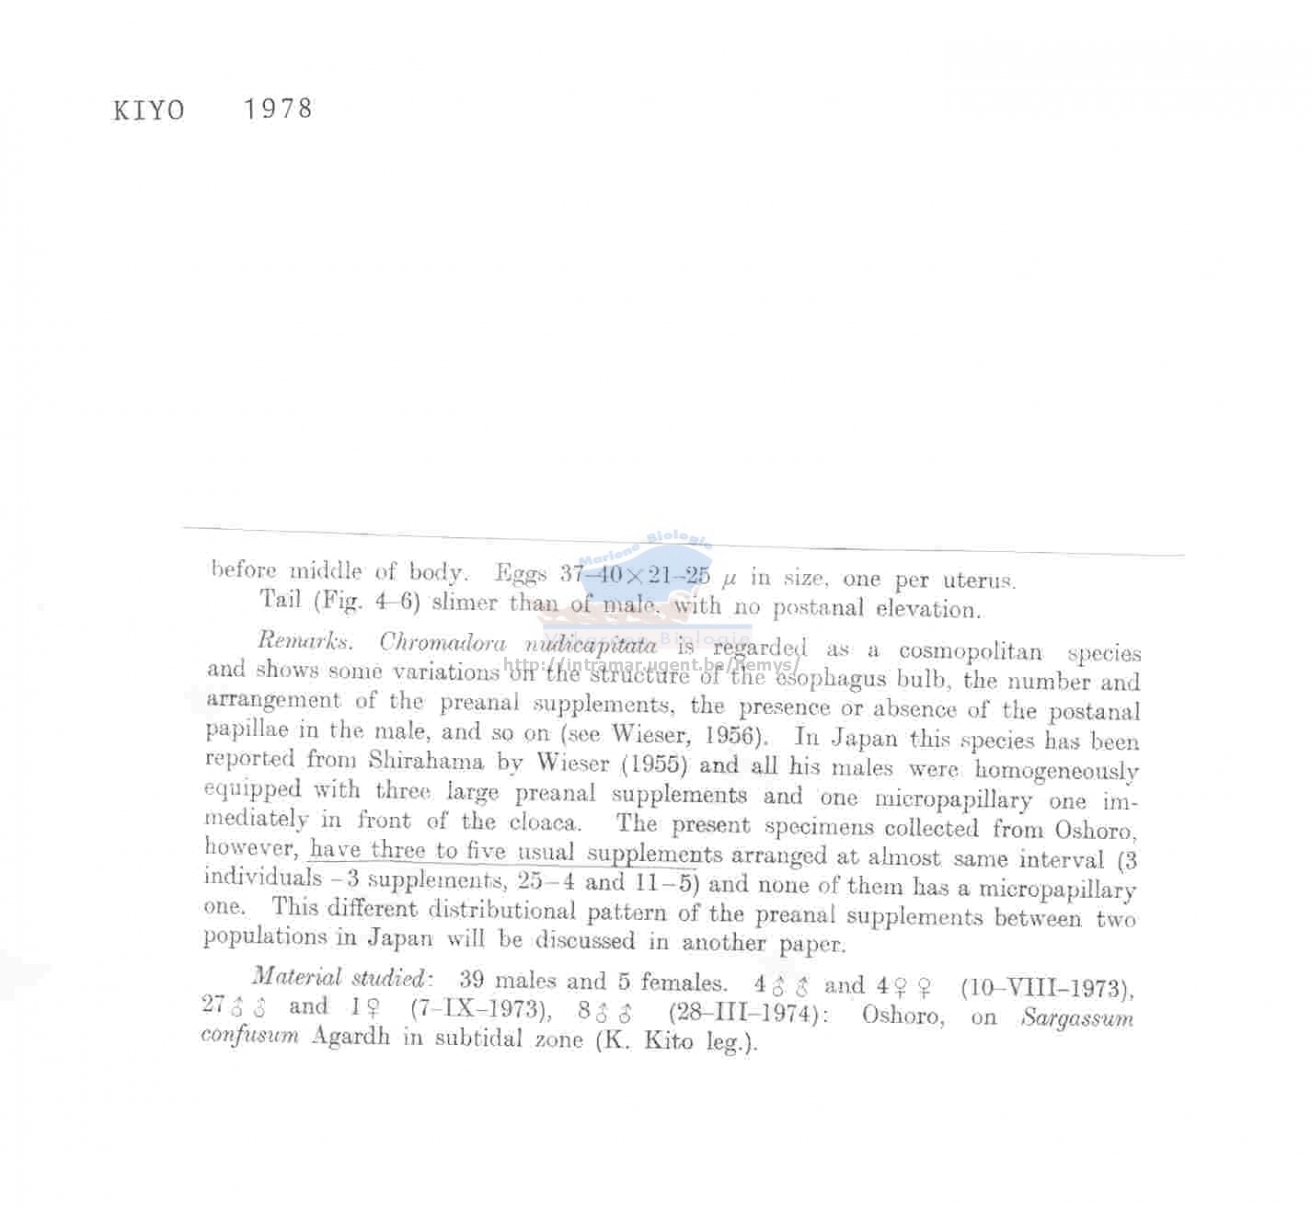 KIYO 1978
before middle of body. Eggs 37–40×21–25 μ in size, one per uterus.
Tail (Fig. 4–6) slimer than of male, with no postanal elevation.
Remarks. Chromadora nudicapitata is regarded as a cosmopolitan species
and shows some variations on the structure of the esophagus bulb, the number and
arrangement of the preanal supplements, the presence or absence of the postanal
papillae in the male, and so on (see Wieser, 1956). In Japan this species has been
reported from Shirahama by Wieser (1955) and all his males were homogeneously
equipped with three large preanal supplements and one micropapillary one im-
mediately in front of the cloaca. The present specimens collected from Oshoro,
however, have three to five usual supplements arranged at almost same interval (3
individuals –3 supplements, 25–4 and 11–5) and none of them has a micropapillary
one. This different distributional pattern of the preanal supplements between two
populations in Japan will be discussed in another paper.
Material studied: 39 males and 5 females. 4♂♂ and 4♀♀ (10–VIII–1973),
27♂♂ and 1♀ (7–IX–1973), 8♂♂ (28–III–1974): Oshoro, on Sargassum
confusum Agardh in subtidal zone (K. Kito leg.).
Mariene Biologie
Biologie
http://intramar.ugent.be/nemys/